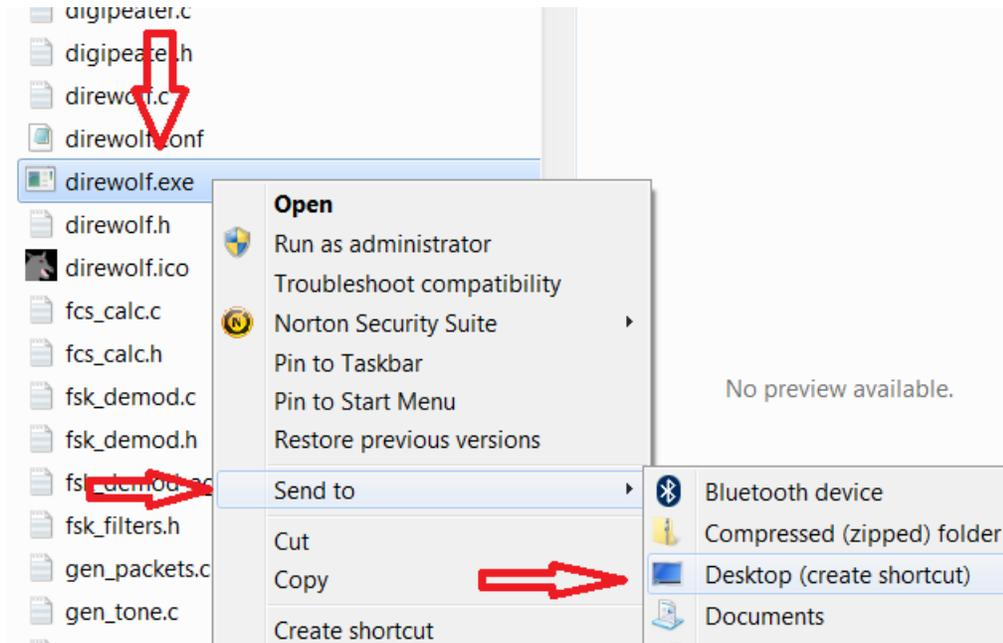 digipeater.c
digipeater.h
direwolf.c
direwolf.conf
direwolf.exe
direwolf.h
direwolf.ico
fcs_calc.c
fcs_calc.h
fsk_demod.c
fsk_demod.h
fsk_filters.h
gen_packets.c
gen_tone.c
Open
Run as administrator
Troubleshoot compatibility
Norton Security Suite
Pin to Taskbar
Pin to Start Menu
Restore previous versions
Send to
Cut
Copy
Create shortcut
Bluetooth device
Compressed (zipped) folder
Desktop (create shortcut)
Documents
No preview available.